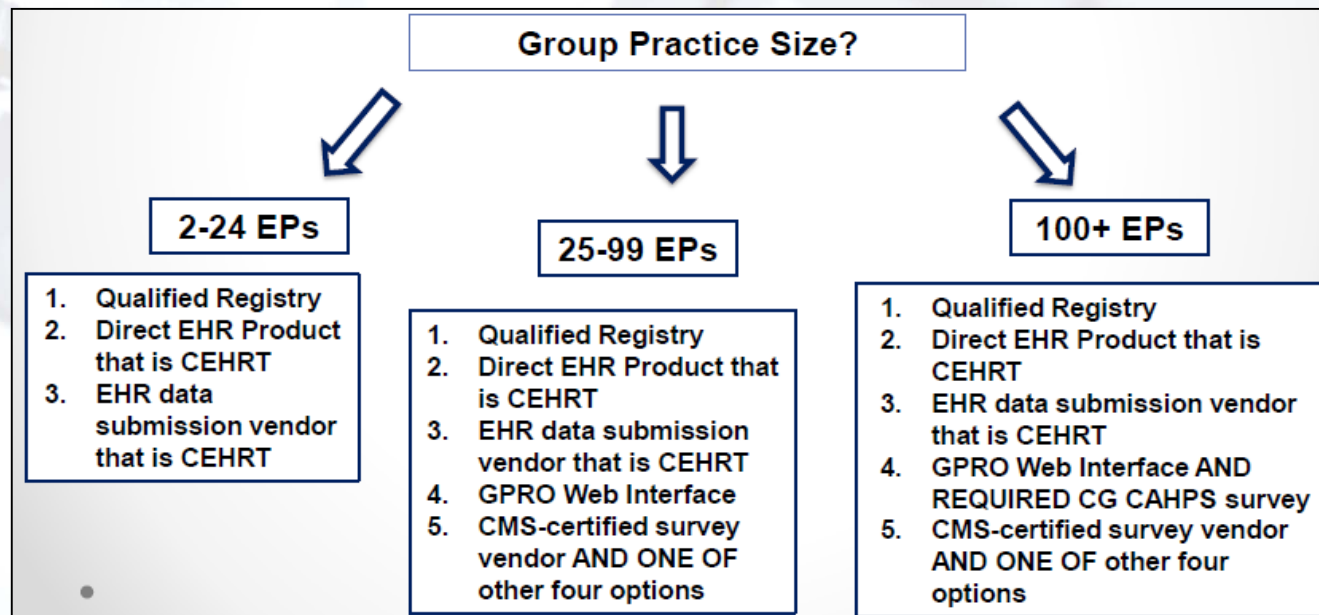 Group Practice Size?
2-24 EPs
1. Qualified Registry
2. Direct EHR Product
that is CEHRT
3. EHR data
submission vendor
that is CEHRT
25-99 EPs
1. Qualified Registry
2. Direct EHR Product that
is CEHRT
3. EHR data submission
vendor that is CEHRT
4. GPRO Web Interface
5. CMS-certified survey
vendor AND ONE OF
other four options
100+ EPs
1. Qualified Registry
2. Direct EHR Product that is
CEHRT
3. EHR data submission vendor
that is CEHRT
4. GPRO Web Interface AND
REQUIRED CG CAHPS survey
5. CMS-certified survey vendor
AND ONE OF other four
options